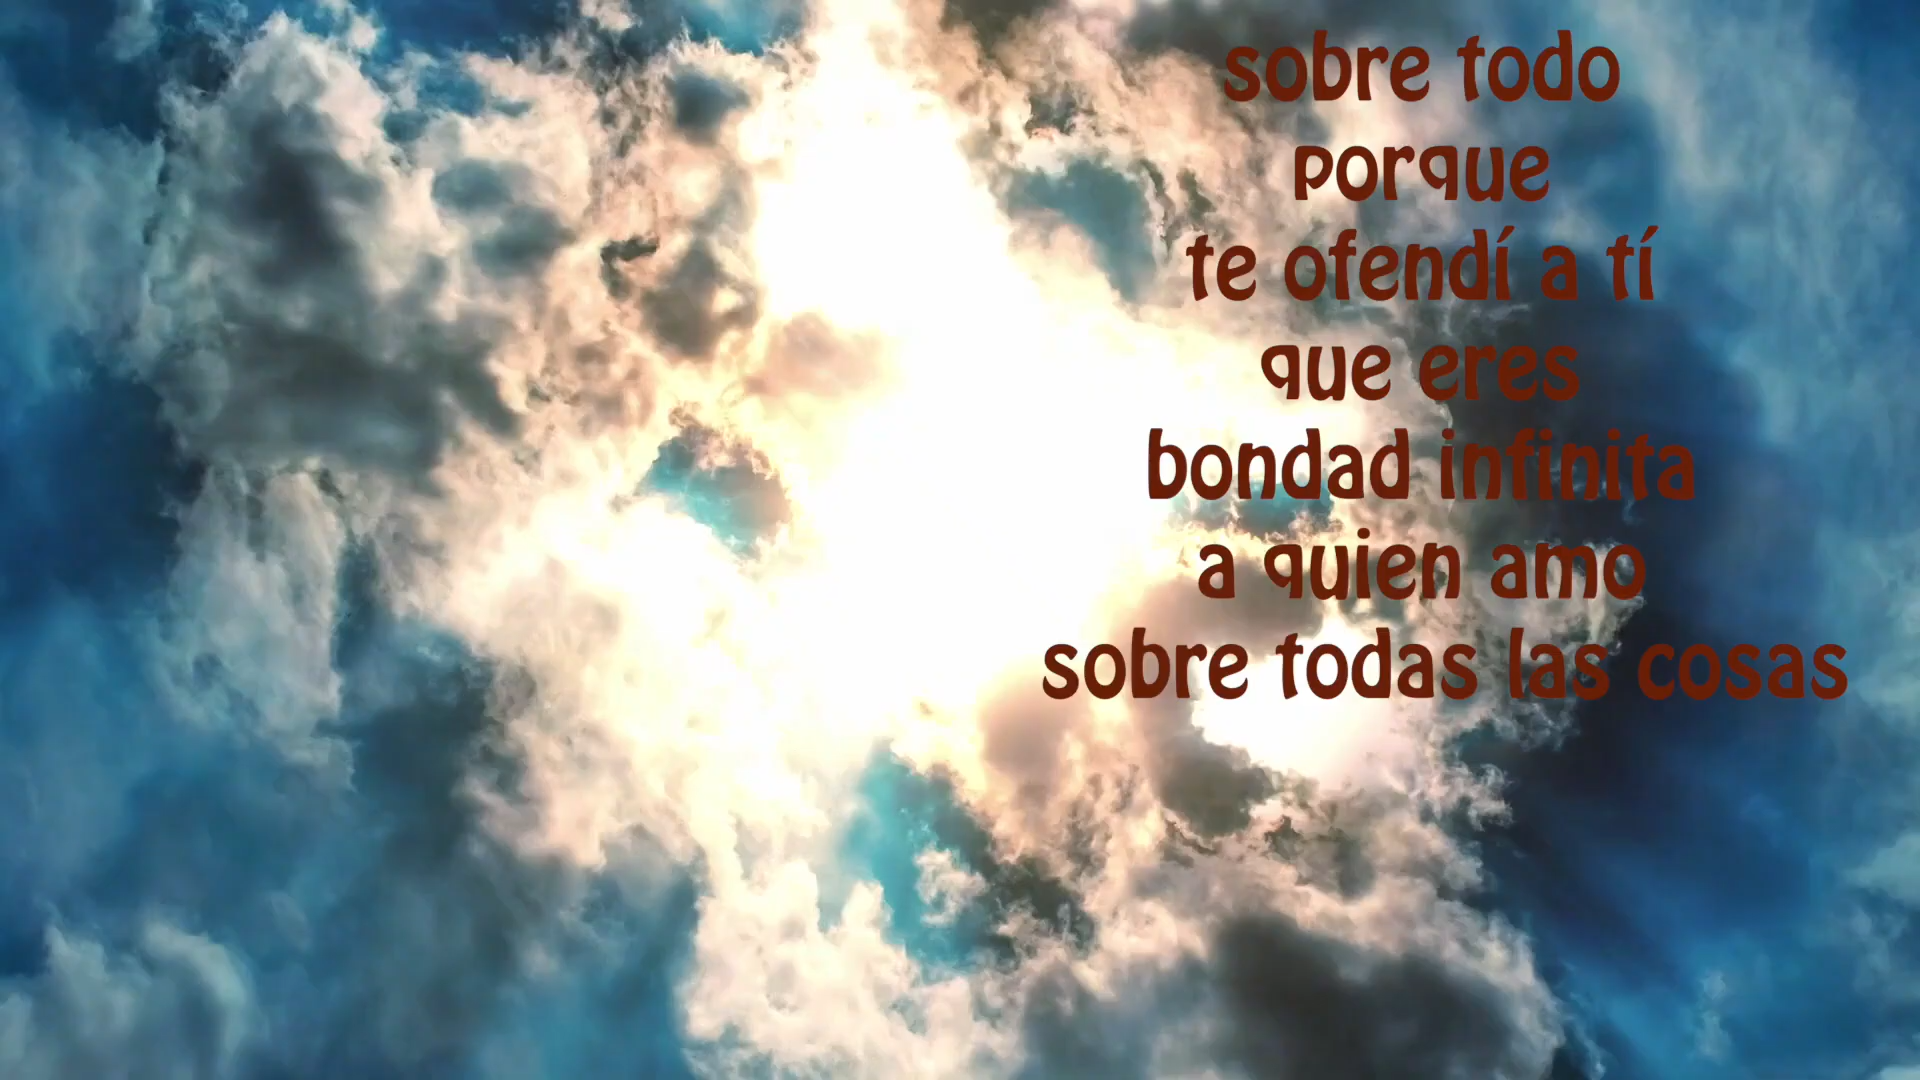 sobre todo
porque
te ofendí a tí
que eres
bondad infinita
a quien amo
sobre todas las cosas